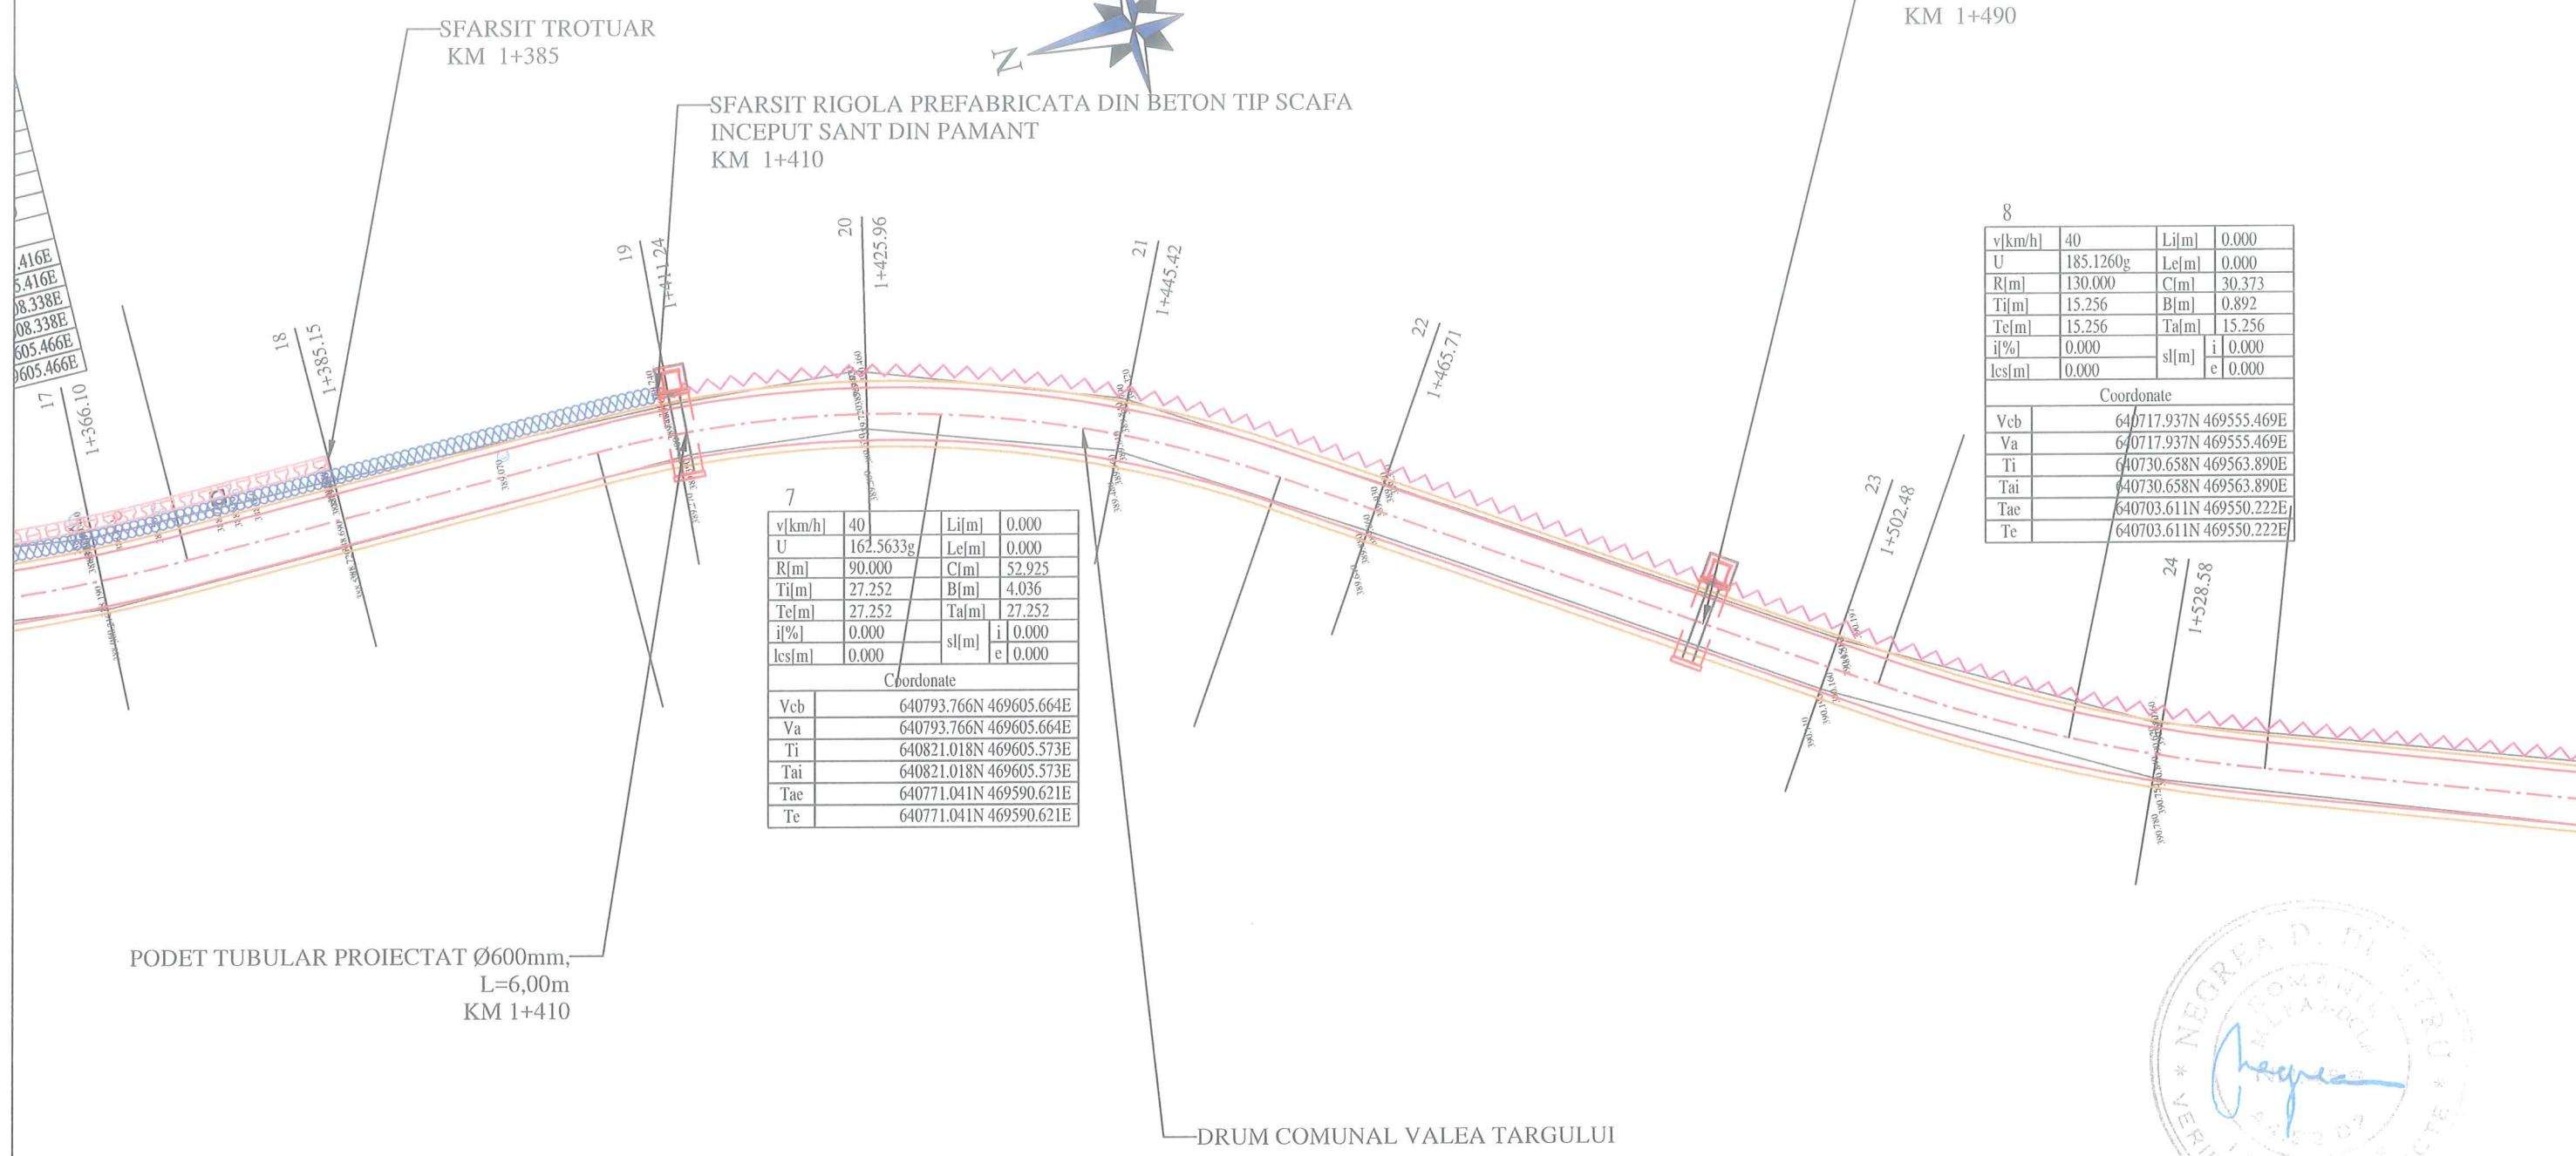 SFARSIT TROTUAR
KM 1+385
N
SFARSIT RIGOLA PREFABRICATA DIN BETON TIP SCAFA
INCEPUT SANT DIN PAMANT
KM 1+410
KM 1+490
.416E
5.416E
08.338E
08.338E
605.466E
9605.466E
17
1+366.10
18
1+385.15
19
1+411.24
20
1+425.96
21
1+445.42
22
1+465.71
23
1+502.48
24
1+528.58
7
v[km/h] 40 Li[m] 0.000
U 162.5633g Le[m] 0.000
R[m] 90.000 C[m] 52.925
Ti[m] 27.252 B[m] 4.036
Te[m] 27.252 Ta[m] 27.252
i[%] 0.000 sl[m] i 0.000
lcs[m] 0.000 e 0.000
Coordonate
Vcb 640793.766N 469605.664E
Va 640793.766N 469605.664E
Ti 640821.018N 469605.573E
Tai 640821.018N 469605.573E
Tae 640771.041N 469590.621E
Te 640771.041N 469590.621E
8
v[km/h] 40 Li[m] 0.000
U 185.1260g Le[m] 0.000
R[m] 130.000 C[m] 30.373
Ti[m] 15.256 B[m] 0.892
Te[m] 15.256 Ta[m] 15.256
i[%] 0.000 sl[m] i 0.000
lcs[m] 0.000 e 0.000
Coordonate
Vcb 640717.937N 469555.469E
Va 640717.937N 469555.469E
Ti 640730.658N 469563.890E
Tai 640730.658N 469563.890E
Tae 640703.611N 469550.222E
Te 640703.611N 469550.222E
390.780
PODET TUBULAR PROIECTAT Ø600mm,
L=6,00m
KM 1+410
DRUM COMUNAL VALEA TARGULUI
NEGREA D.